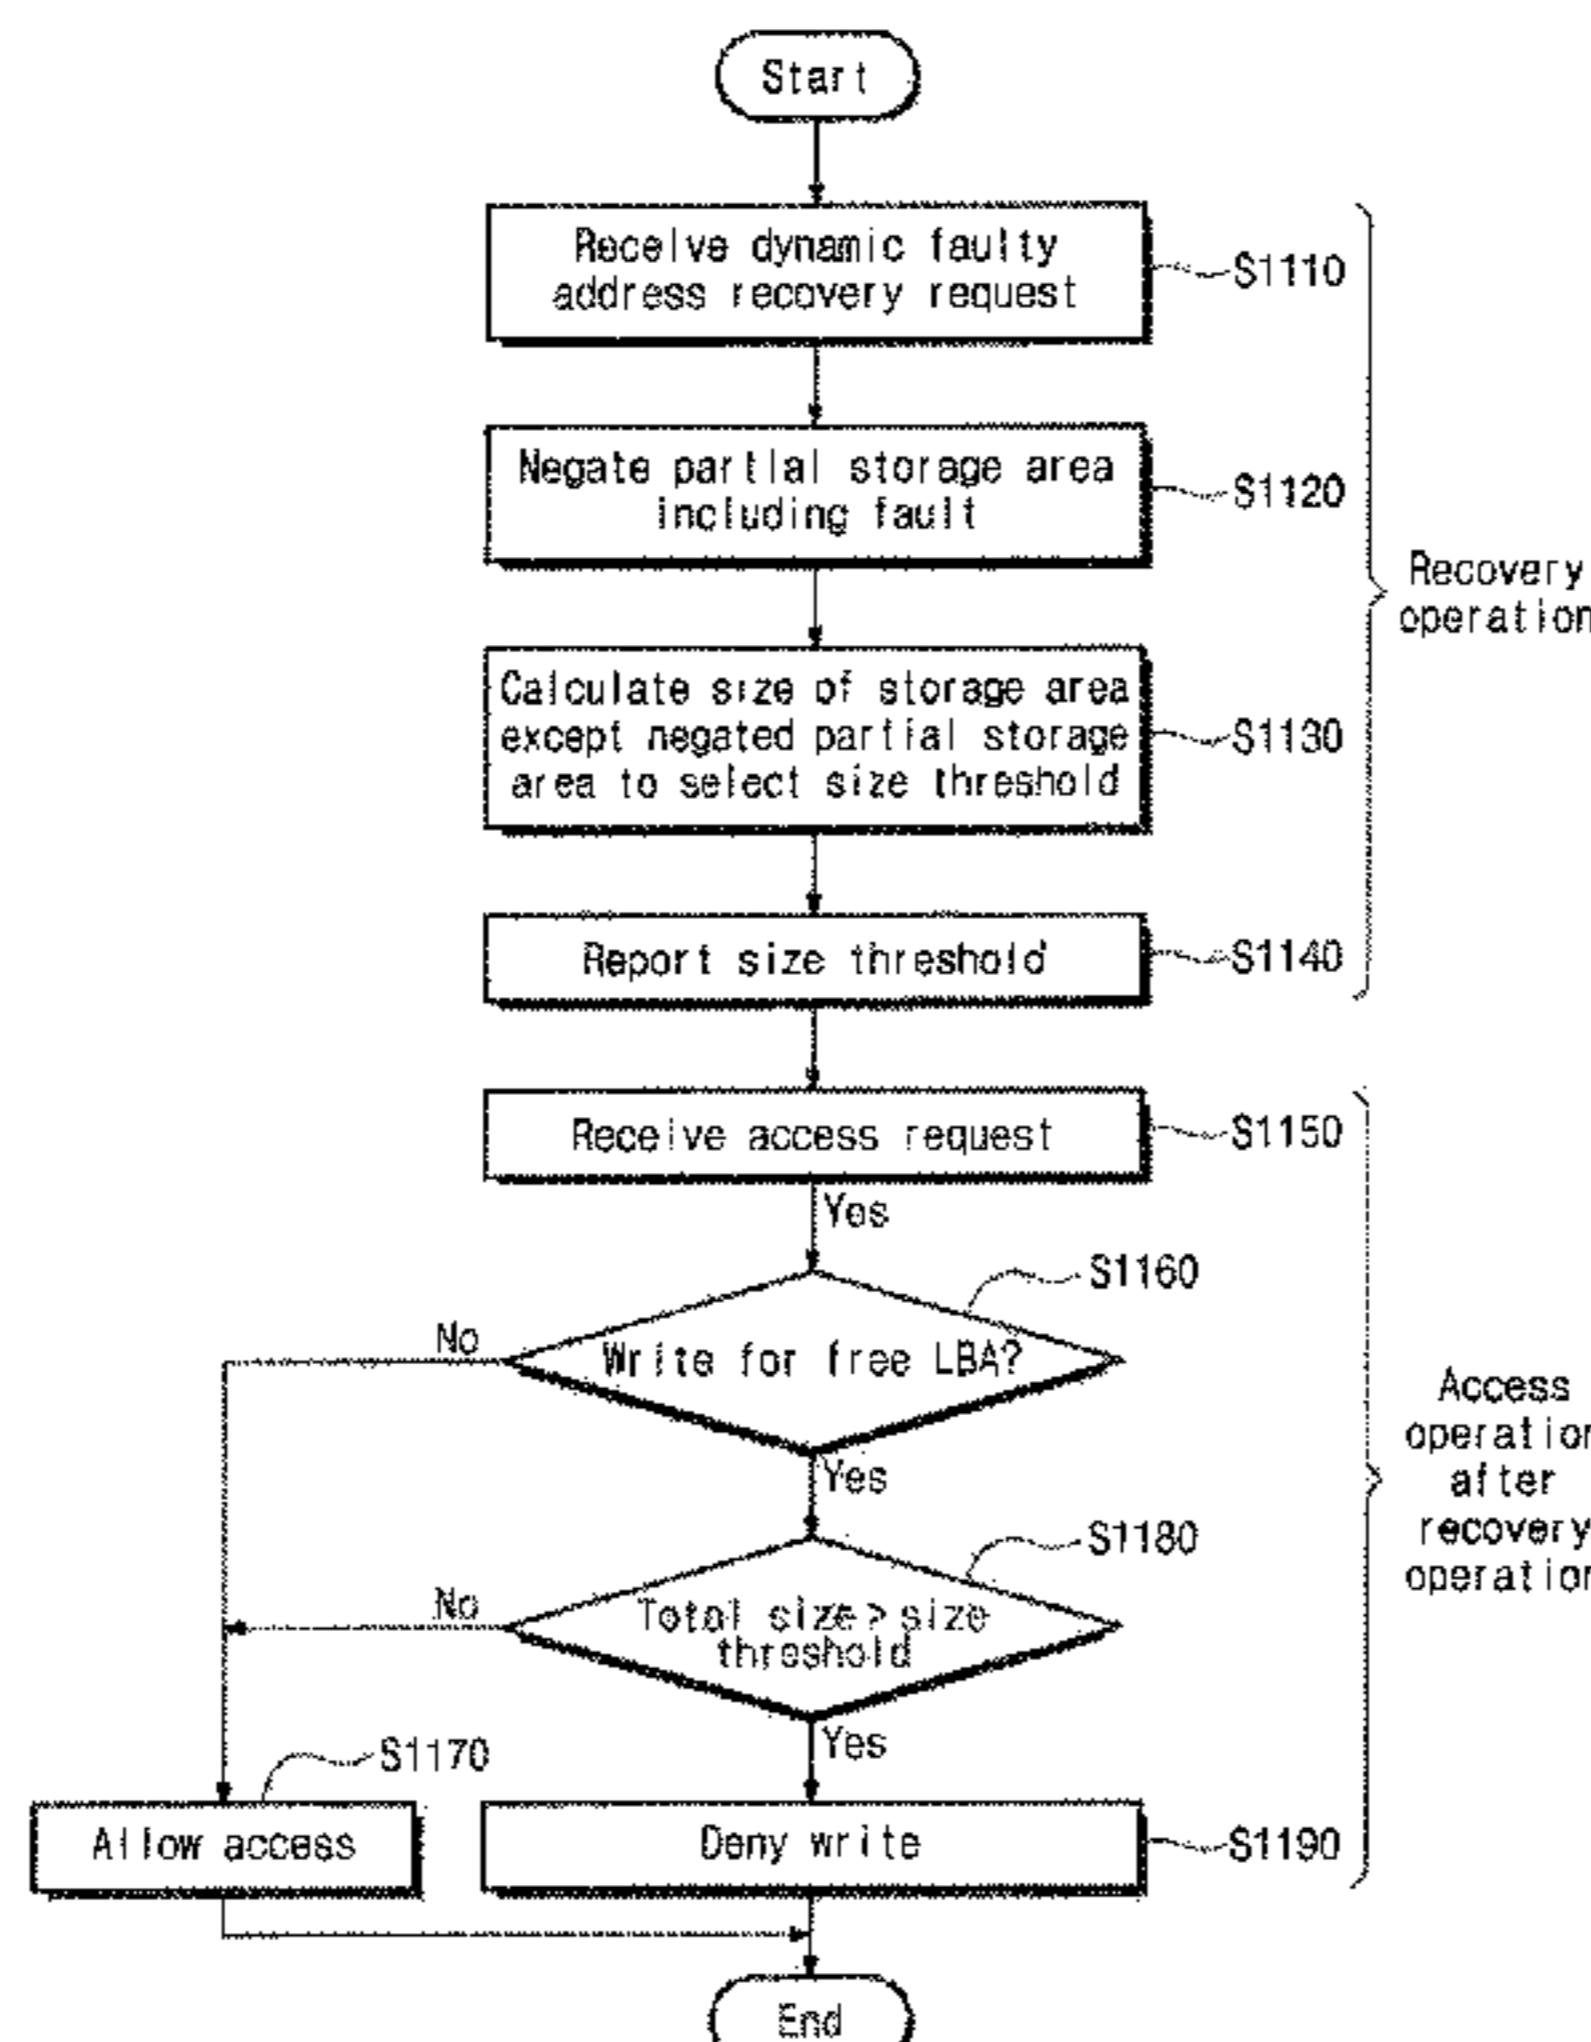 Start
Receive dynamic faulty
address recovery request
S1110
Negate partial storage area
including fault
S1120
Recovery
operation
Calculate size of storage area
except negated partial storage
area to select size threshold
S1130
Report size threshold
S1140
Receive access request
S1150
Yes
S1160
No
Write for free LBA?
Yes
Access
operation
after
recovery
operation
S1180
No
Total size > size
threshold
Yes
S1170
Allow access
Deny write
S1190
End